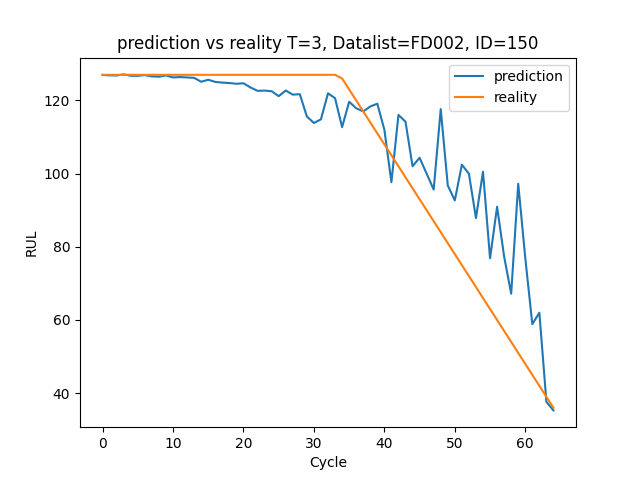 prediction vs reality T=3, Datalist=FD002, ID=150
prediction
reality
120
100
80
60
40
RUL
0 10 20 30 40 50 60
Cycle